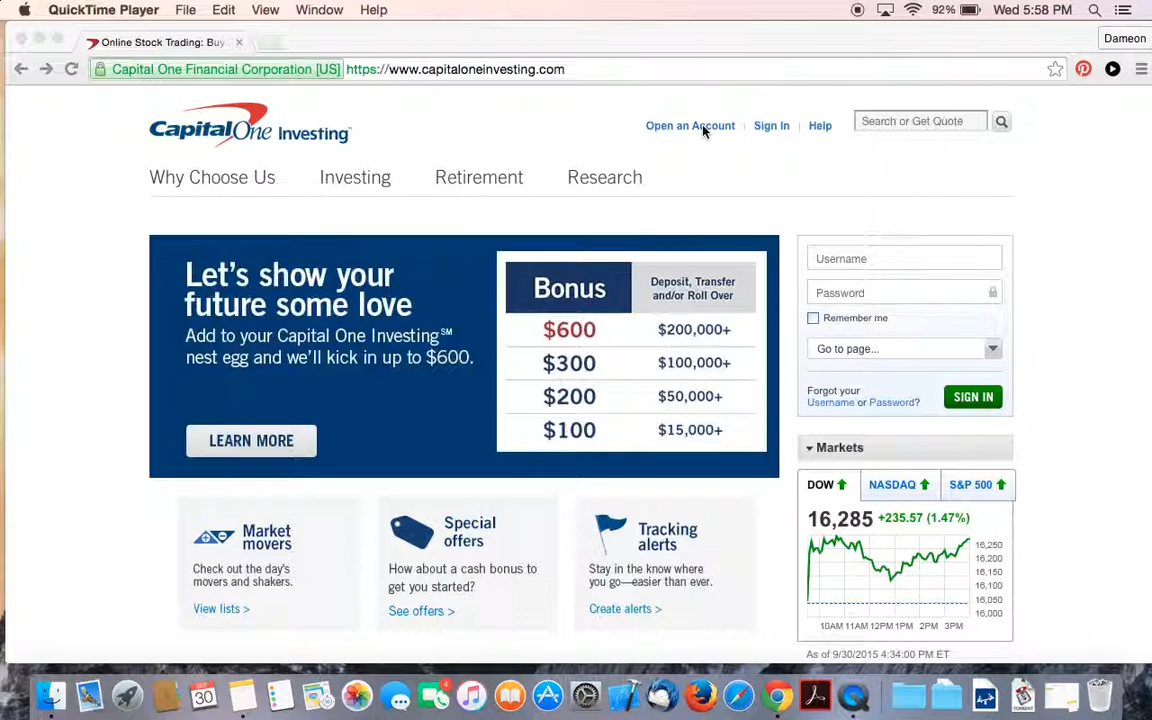 QuickTime Player File Edit View Window Help 92% Wed 5:58 PM
Online Stock Trading: Buy Dameon
Capital One Financial Corporation [US] https://www.capitaloneinvesting.com
Capital One Investing Open an Account Sign In Help Search or Get Quote
Why Choose Us Investing Retirement Research
Let's show your
future some love
Add to your Capital One Investing℠
nest egg and we'll kick in up to $600.
LEARN MORE
Bonus Deposit, Transfer
and/or Roll Over
$600 $200,000+
$300 $100,000+
$200 $50,000+
$100 $15,000+
Username
Password
Remember me
Go to page...
Forgot your
Username or Password?
SIGN IN
Market
movers
Check out the day's
movers and shakers.
View lists >
Special
offers
How about a cash bonus to
get you started?
See offers >
Tracking
alerts
Stay in the know where
you go—easier than ever.
Create alerts >
Markets
DOW NASDAQ S&P 500
16,285 +235.57 (1.47%)
16,250
16,200
16,150
16,100
16,050
16,000
10AM 11AM 12PM 1PM 2PM 3PM
As of 9/30/2015 4:34:00 PM ET
SEP
30
4